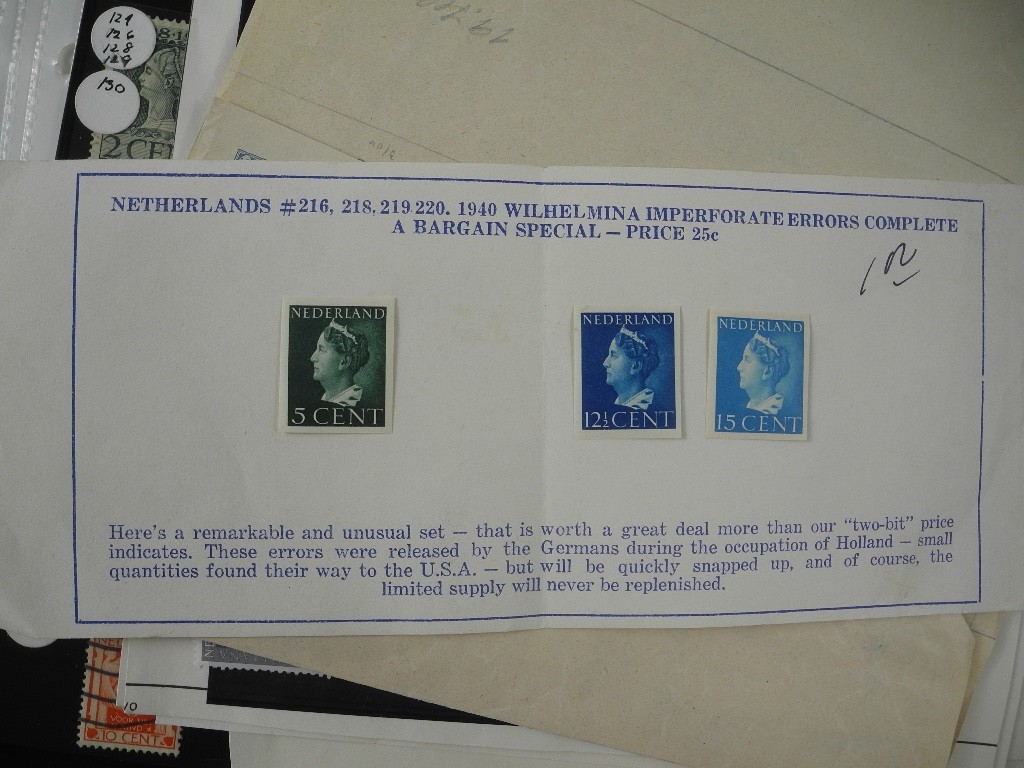 124
126
128
129
130
2 CE
NETHERLANDS #216, 218, 219 220. 1940 WILHELMINA IMPERFORATE ERRORS COMPLETE
A BARGAIN SPECIAL — PRICE 25c
NEDERLAND
5 CENT
NEDERLAND
12½ CENT
NEDERLAND
15 CENT
Here's a remarkable and unusual set — that is worth a great deal more than our "two-bit" price
indicates. These errors were released by the Germans during the occupation of Holland — small
quantities found their way to the U.S.A. — but will be quickly snapped up, and of course, the
limited supply will never be replenished.
10
VOOR
10 CENT